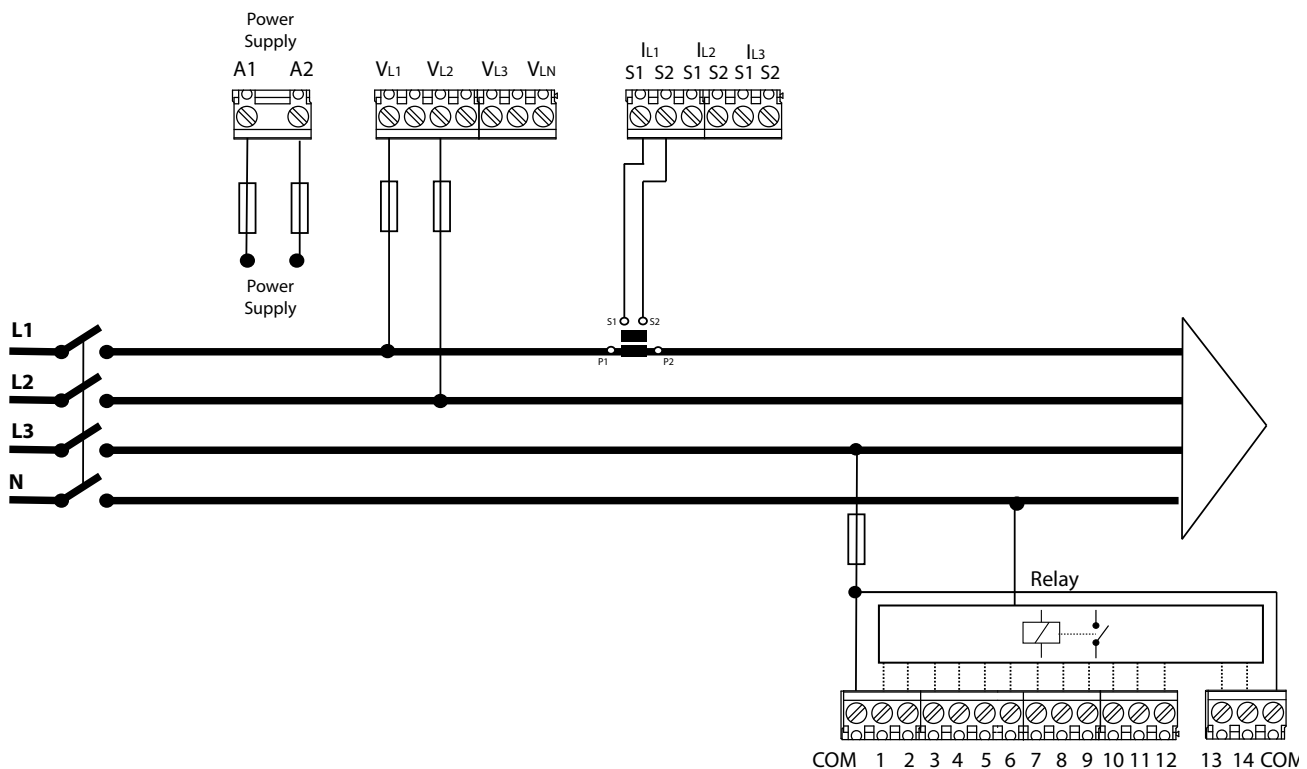 Power
Supply
A1 A2
VL1 VL2 VL3 VLN
IL1 IL2 IL3
S1 S2 S1 S2 S1 S2
Power
Supply
S1 S2
L1
P1 P2
L2
L3
N
Relay
COM 1 2 3 4 5 6 7 8 9 10 11 12 13 14 COM